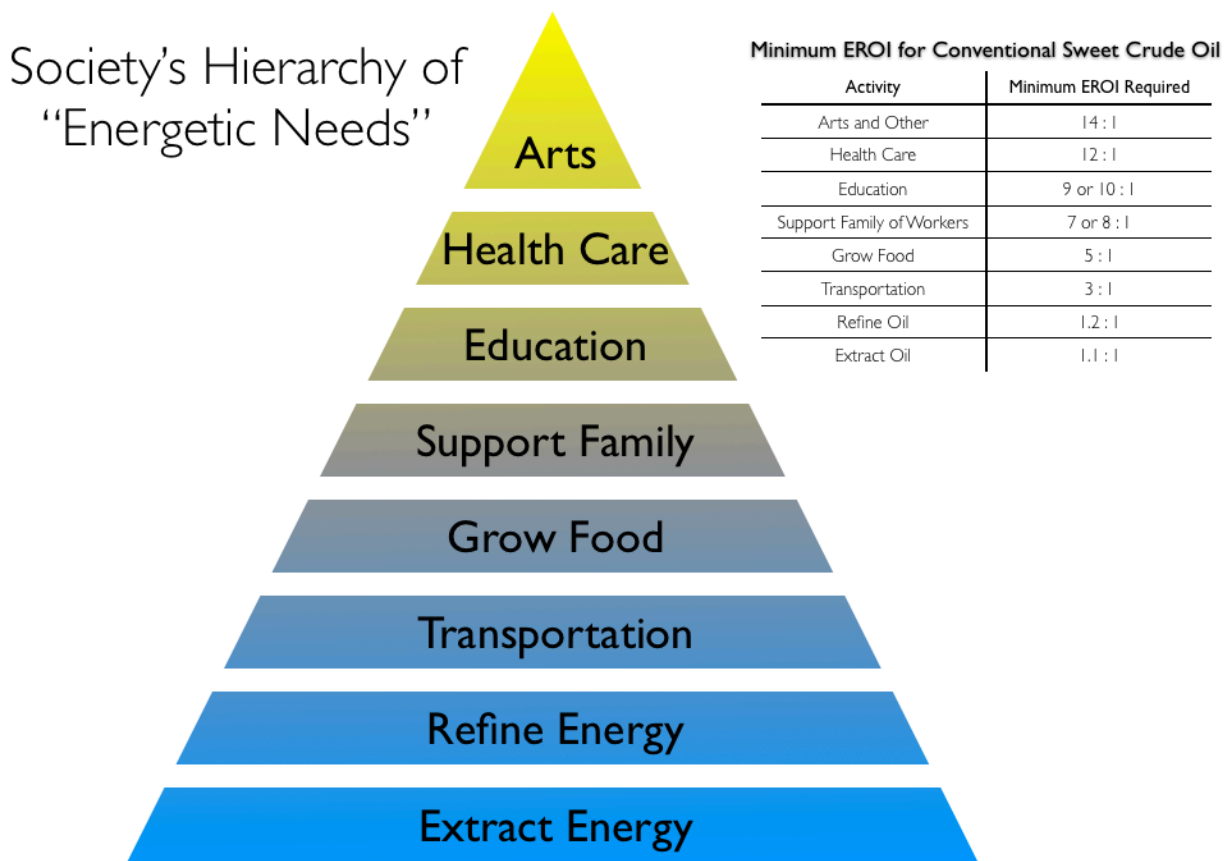 Society's Hierarchy of
“Energetic Needs”
Arts
Health Care
Education
Support Family
Grow Food
Transportation
Refine Energy
Extract Energy
Minimum EROI for Conventional Sweet Crude Oil
Activity Minimum EROI Required
Arts and Other 14 : 1
Health Care 12 : 1
Education 9 or 10 : 1
Support Family of Workers 7 or 8 : 1
Grow Food 5 : 1
Transportation 3 : 1
Refine Oil 1.2 : 1
Extract Oil 1.1 : 1